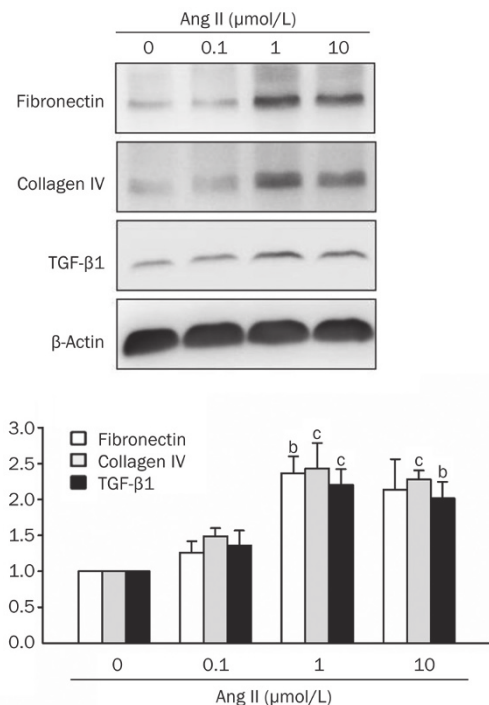 Ang II (μmol/L)
0 0.1 1 10
Fibronectin
Collagen IV
TGF-β1
β-Actin
3.0
2.5
2.0
1.5
1.0
0.5
0.0
Fibronectin
Collagen IV
TGF-β1
b c c
c b
0 0.1 1 10
Ang II (μmol/L)